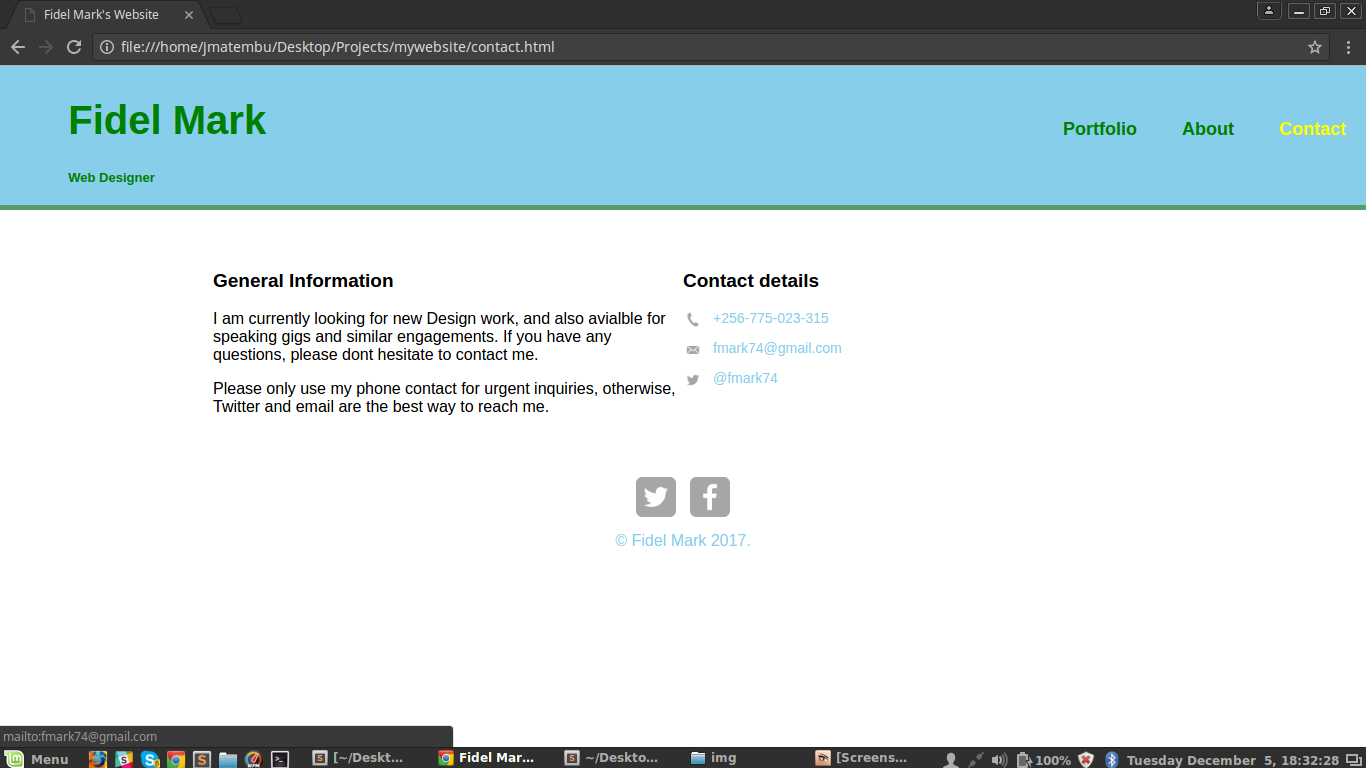 Fidel Mark's Website
file:///home/jmatembu/Desktop/Projects/mywebsite/contact.html
Fidel Mark
Portfolio About Contact
Web Designer
General Information
I am currently looking for new Design work, and also avialble for
speaking gigs and similar engagements. If you have any
questions, please dont hesitate to contact me.
Please only use my phone contact for urgent inquiries, otherwise,
Twitter and email are the best way to reach me.
Contact details
+256-775-023-315
fmark74@gmail.com
@fmark74
© Fidel Mark 2017.
mailto:fmark74@gmail.com
Menu [~/Deskt... Fidel Mar... ~/Deskto... img [Screens... 100% Tuesday December 5, 18:32:28